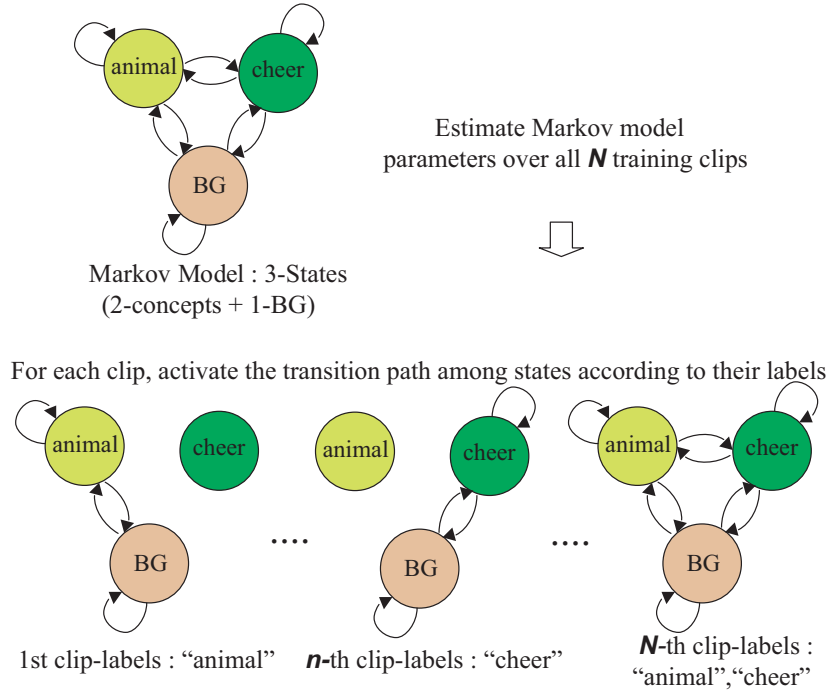 animal
cheer
BG
Estimate Markov model
parameters over all N training clips
Markov Model : 3-States
(2-concepts + 1-BG)
For each clip, activate the transition path among states according to their labels
animal
cheer
animal
cheer
animal
cheer
BG
....
BG
....
BG
1st clip-labels : “animal”
n-th clip-labels : “cheer”
N-th clip-labels :
“animal”,“cheer”